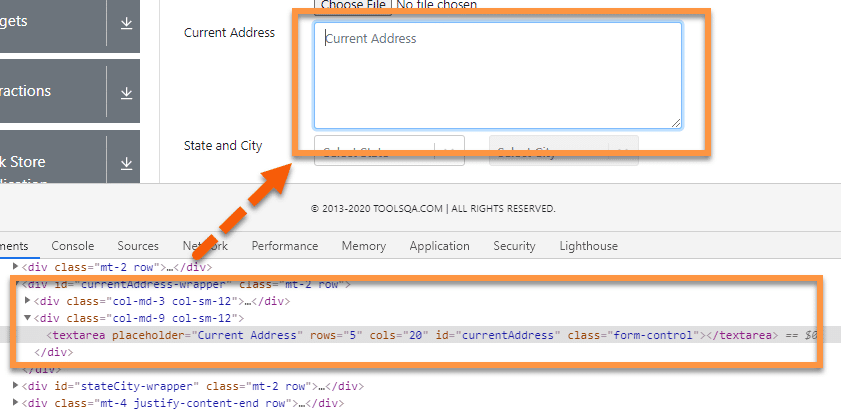 Choose File No file chosen
gets
Current Address
Current Address
ractions
State and City
Select State
Select City
k Store
© 2013-2020 TOOLSQA.COM | ALL RIGHTS RESERVED.
ments Console Sources Network Performance Memory Application Security Lighthouse
<div class="mt-2 row">…</div>
<div id="currentAddress-wrapper" class="mt-2 row">
<div class="col-md-3 col-sm-12">…</div>
<div class="col-md-9 col-sm-12">
<textarea placeholder="Current Address" rows="5" cols="20" id="currentAddress" class="form-control"></textarea> == $0
</div>
</div>
<div id="stateCity-wrapper" class="mt-2 row">…</div>
<div class="mt-4 justify-content-end row">…</div>